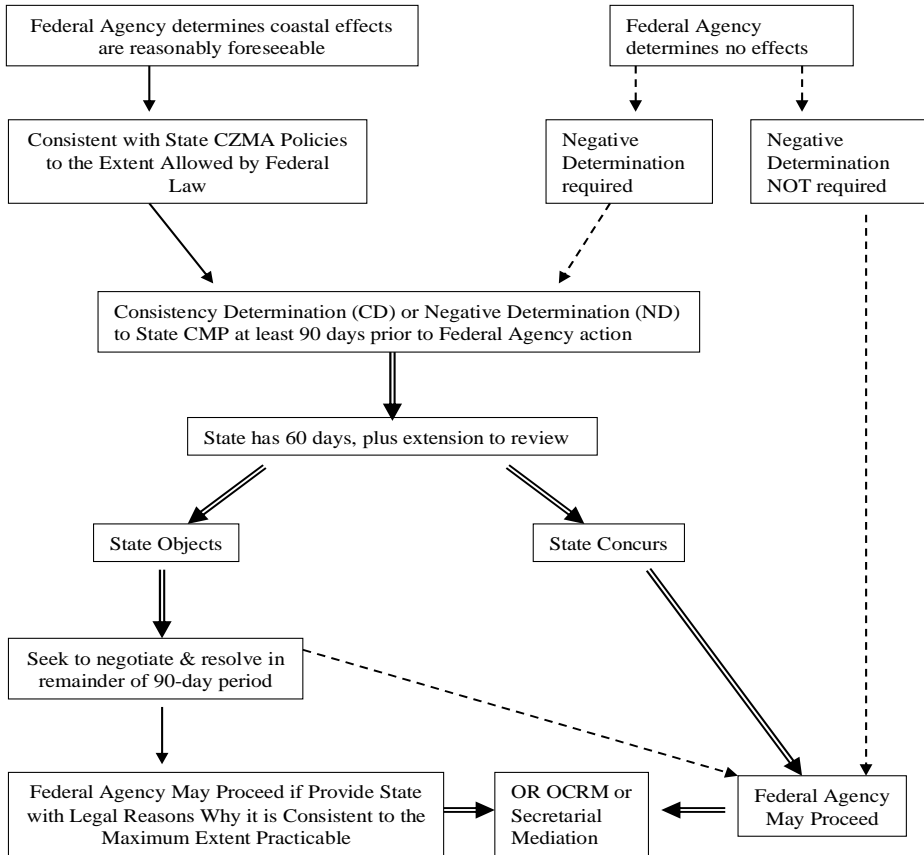 Federal Agency determines coastal effects
are reasonably foreseeable
Federal Agency
determines no effects
Consistent with State CZMA Policies
to the Extent Allowed by Federal
Law
Negative
Determination
required
Negative
Determination
NOT required
Consistency Determination (CD) or Negative Determination (ND)
to State CMP at least 90 days prior to Federal Agency action
State has 60 days, plus extension to review
State Objects
State Concurs
Seek to negotiate & resolve in
remainder of 90-day period
Federal Agency May Proceed if Provide State
with Legal Reasons Why it is Consistent to the
Maximum Extent Practicable
OR OCRM or
Secretarial
Mediation
Federal Agency
May Proceed